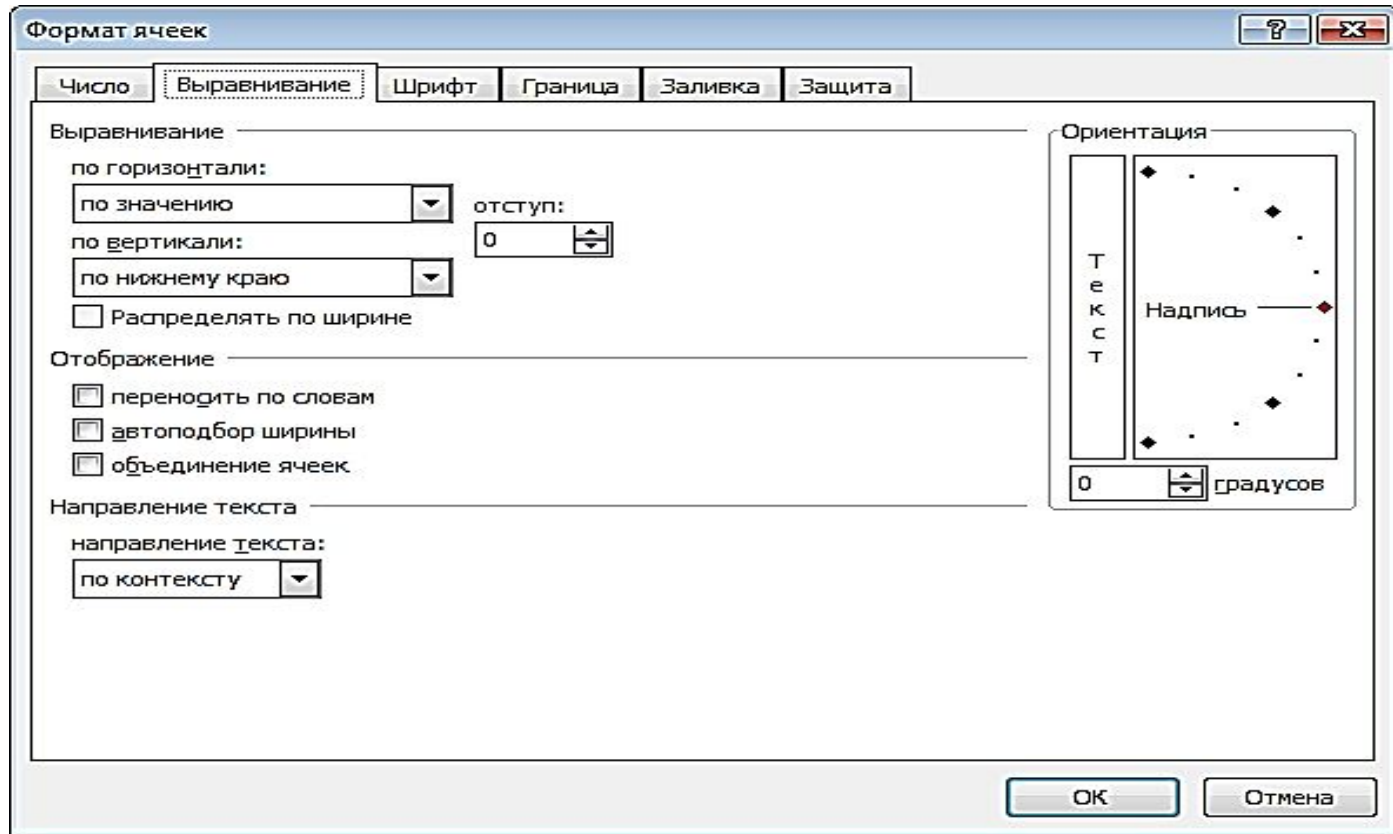 Формат ячеек
Число Выравнивание Шрифт Граница Заливка Защита
Выравнивание
по горизонтали:
по значению
отступ:
0
по вертикали:
по нижнему краю
Распределять по ширине
Отображение
переносить по словам
автоподбор ширины
объединение ячеек
Направление текста
направление текста:
по контексту
Ориентация
Текст
Надпись
0 градусов
ОК Отмена